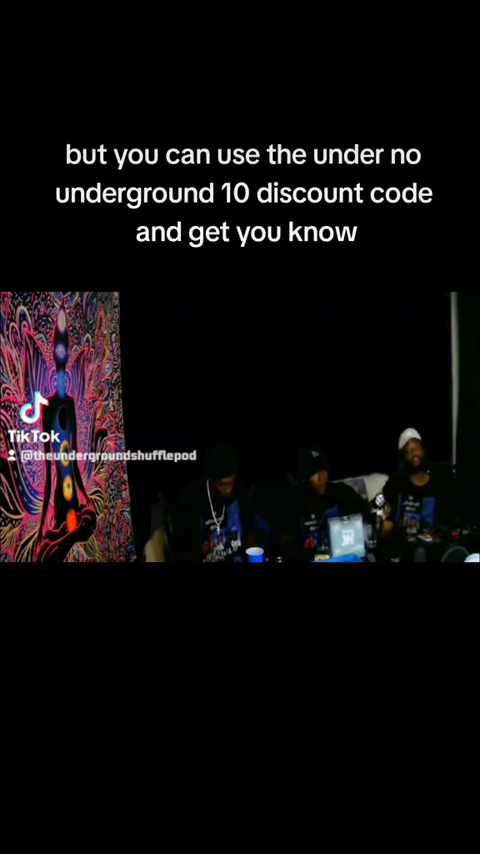 but you can use the under no
underground 10 discount code
and get you know
TikTok
@theundergroundshufflepod